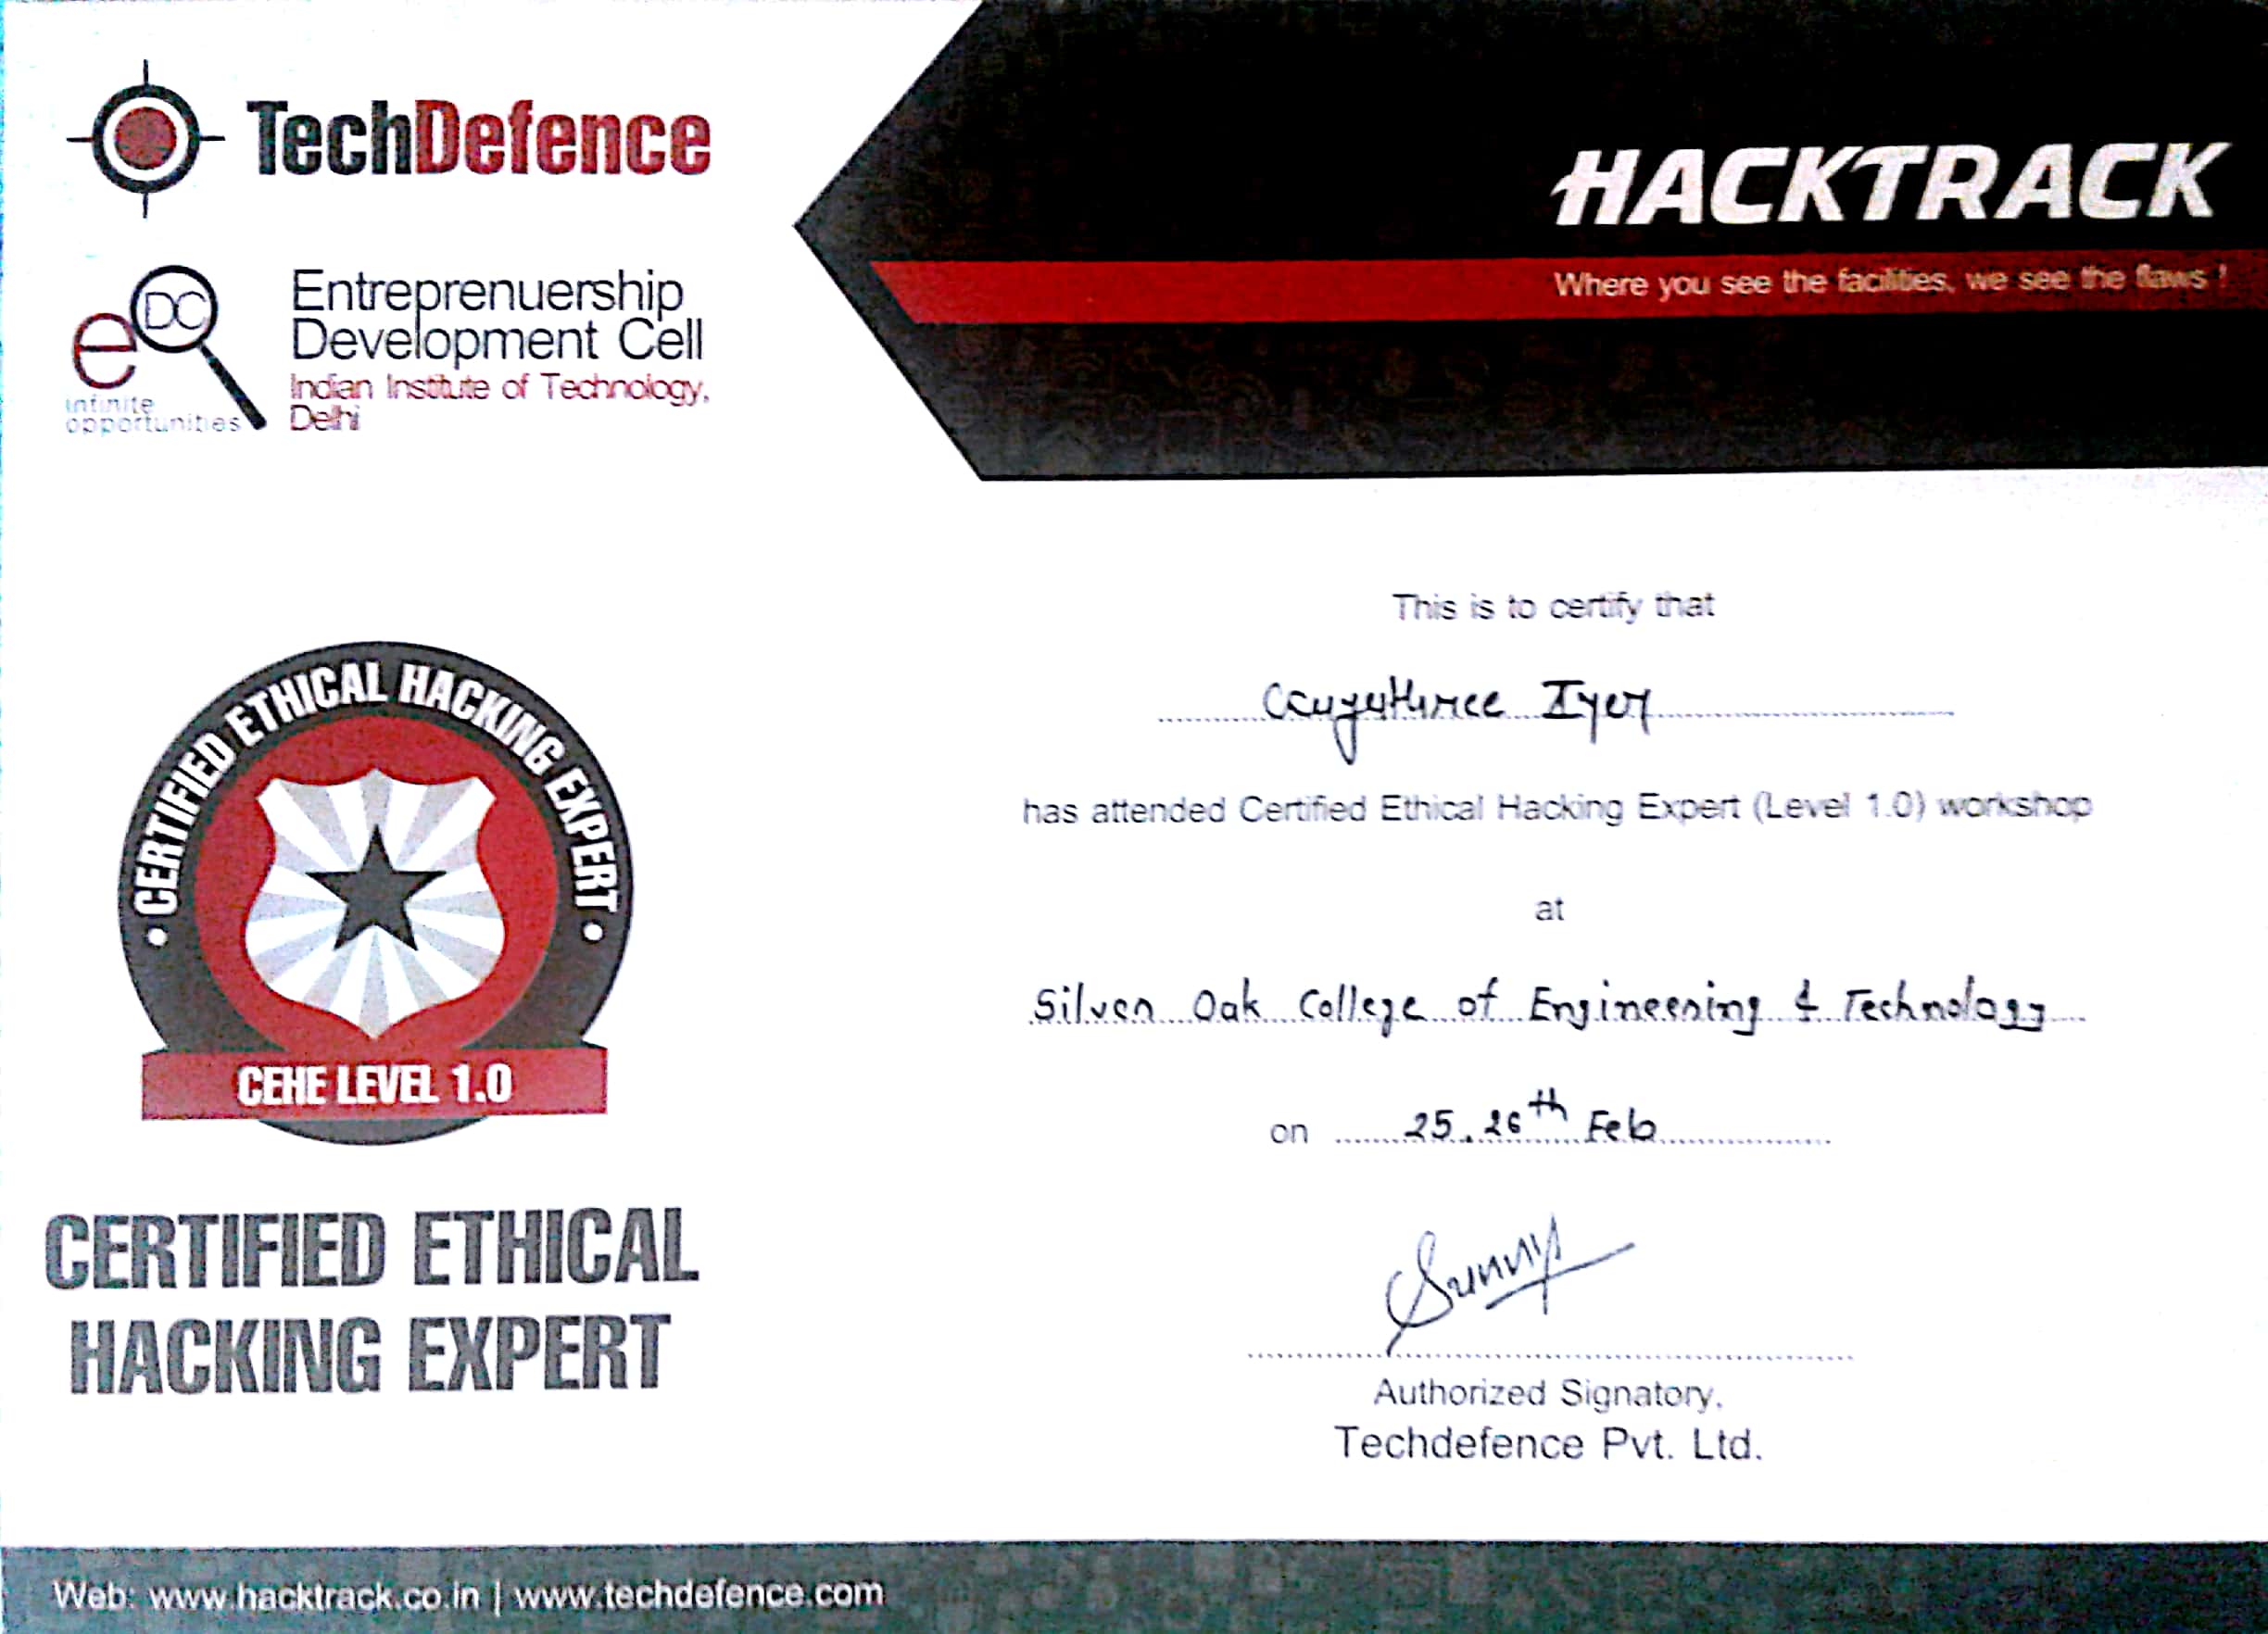 TechDefence
HACKTRACK
Where you see the facilities, we see the flaws !
eDC
infinite
opportunities
Entreprenuership
Development Cell
Indian Institute of Technology,
Delhi
This is to certify that
Iyer
has attended Certified Ethical Hacking Expert (Level 1.0) workshop
at
Silver Oak College of Engineering & Technology
on 25.26th Feb
• CERTIFIED ETHICAL HACKING EXPERT •
CEHE LEVEL 1.0
CERTIFIED ETHICAL
HACKING EXPERT
Sunny
Authorized Signatory,
Techdefence Pvt. Ltd.
Web: www.hacktrack.co.in | www.techdefence.com